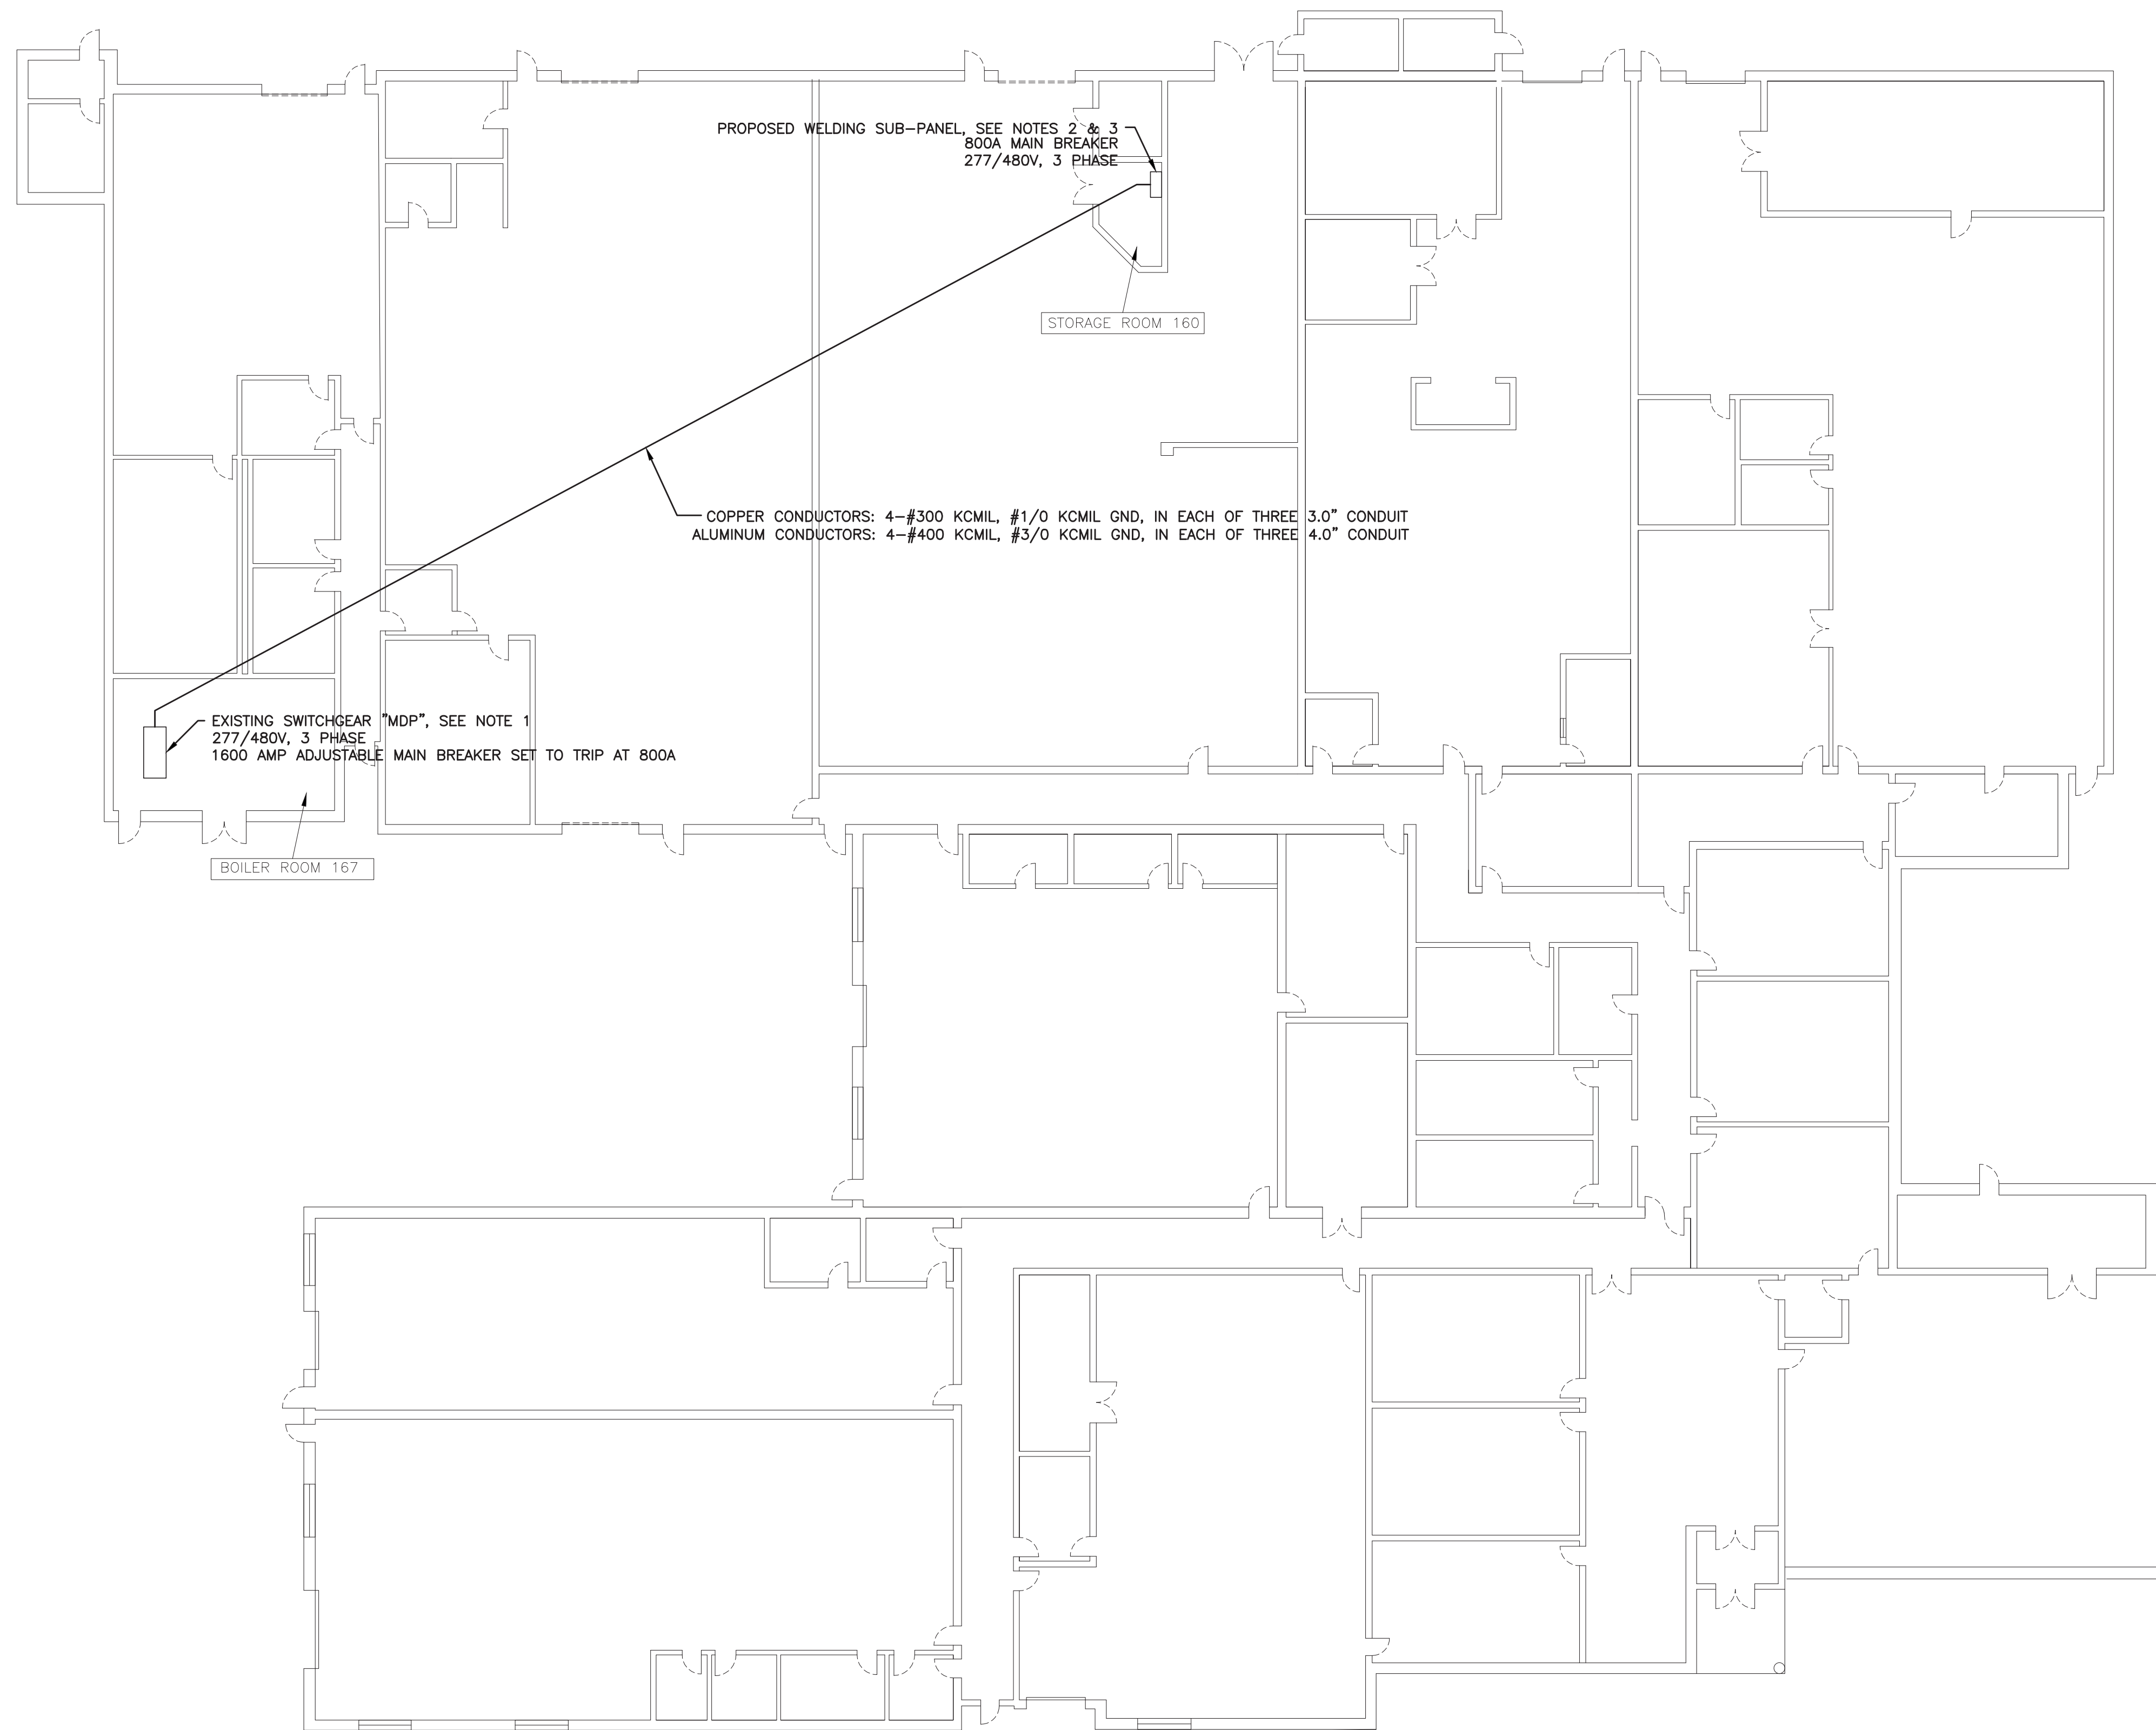 PROPOSED WELDING SUB-PANEL, SEE NOTES 2 & 3
800A MAIN BREAKER
277/480V, 3 PHASE
STORAGE ROOM 160
COPPER CONDUCTORS: 4-#300 KCMIL, #1/0 KCMIL GND, IN EACH OF THREE 3.0" CONDUIT
ALUMINUM CONDUCTORS: 4-#400 KCMIL, #3/0 KCMIL GND, IN EACH OF THREE 4.0" CONDUIT
EXISTING SWITCHGEAR "MDP", SEE NOTE 1
277/480V, 3 PHASE
1600 AMP ADJUSTABLE MAIN BREAKER SET TO TRIP AT 800A
BOILER ROOM 167